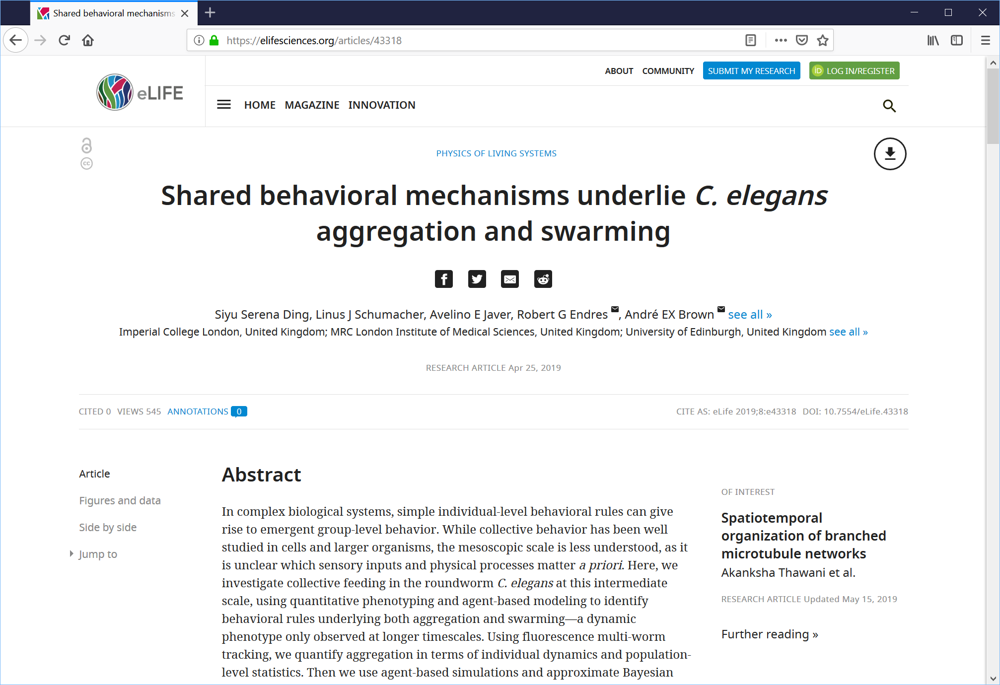 Shared behavioral mechanisms
https://elifesciences.org/articles/43318
ABOUT COMMUNITY SUBMIT MY RESEARCH iD LOG IN/REGISTER
eLIFE
HOME MAGAZINE INNOVATION
cc
PHYSICS OF LIVING SYSTEMS
Shared behavioral mechanisms underlie C. elegans
aggregation and swarming
Siyu Serena Ding, Linus J Schumacher, Avelino E Javer, Robert G Endres, André EX Brown see all »
Imperial College London, United Kingdom; MRC London Institute of Medical Sciences, United Kingdom; University of Edinburgh, United Kingdom see all »
RESEARCH ARTICLE Apr 25, 2019
CITED 0 VIEWS 545 ANNOTATIONS 0 CITE AS: eLife 2019;8:e43318 DOI: 10.7554/eLife.43318
Article
Figures and data
Side by side
Jump to
Abstract
In complex biological systems, simple individual-level behavioral rules can give
rise to emergent group-level behavior. While collective behavior has been well
studied in cells and larger organisms, the mesoscopic scale is less understood, as it
is unclear which sensory inputs and physical processes matter a priori. Here, we
investigate collective feeding in the roundworm C. elegans at this intermediate
scale, using quantitative phenotyping and agent-based modeling to identify
behavioral rules underlying both aggregation and swarming—a dynamic
phenotype only observed at longer timescales. Using fluorescence multi-worm
tracking, we quantify aggregation in terms of individual dynamics and population-
level statistics. Then we use agent-based simulations and approximate Bayesian
OF INTEREST
Spatiotemporal
organization of branched
microtubule networks
Akanksha Thawani et al.
RESEARCH ARTICLE Updated May 15, 2019
Further reading »